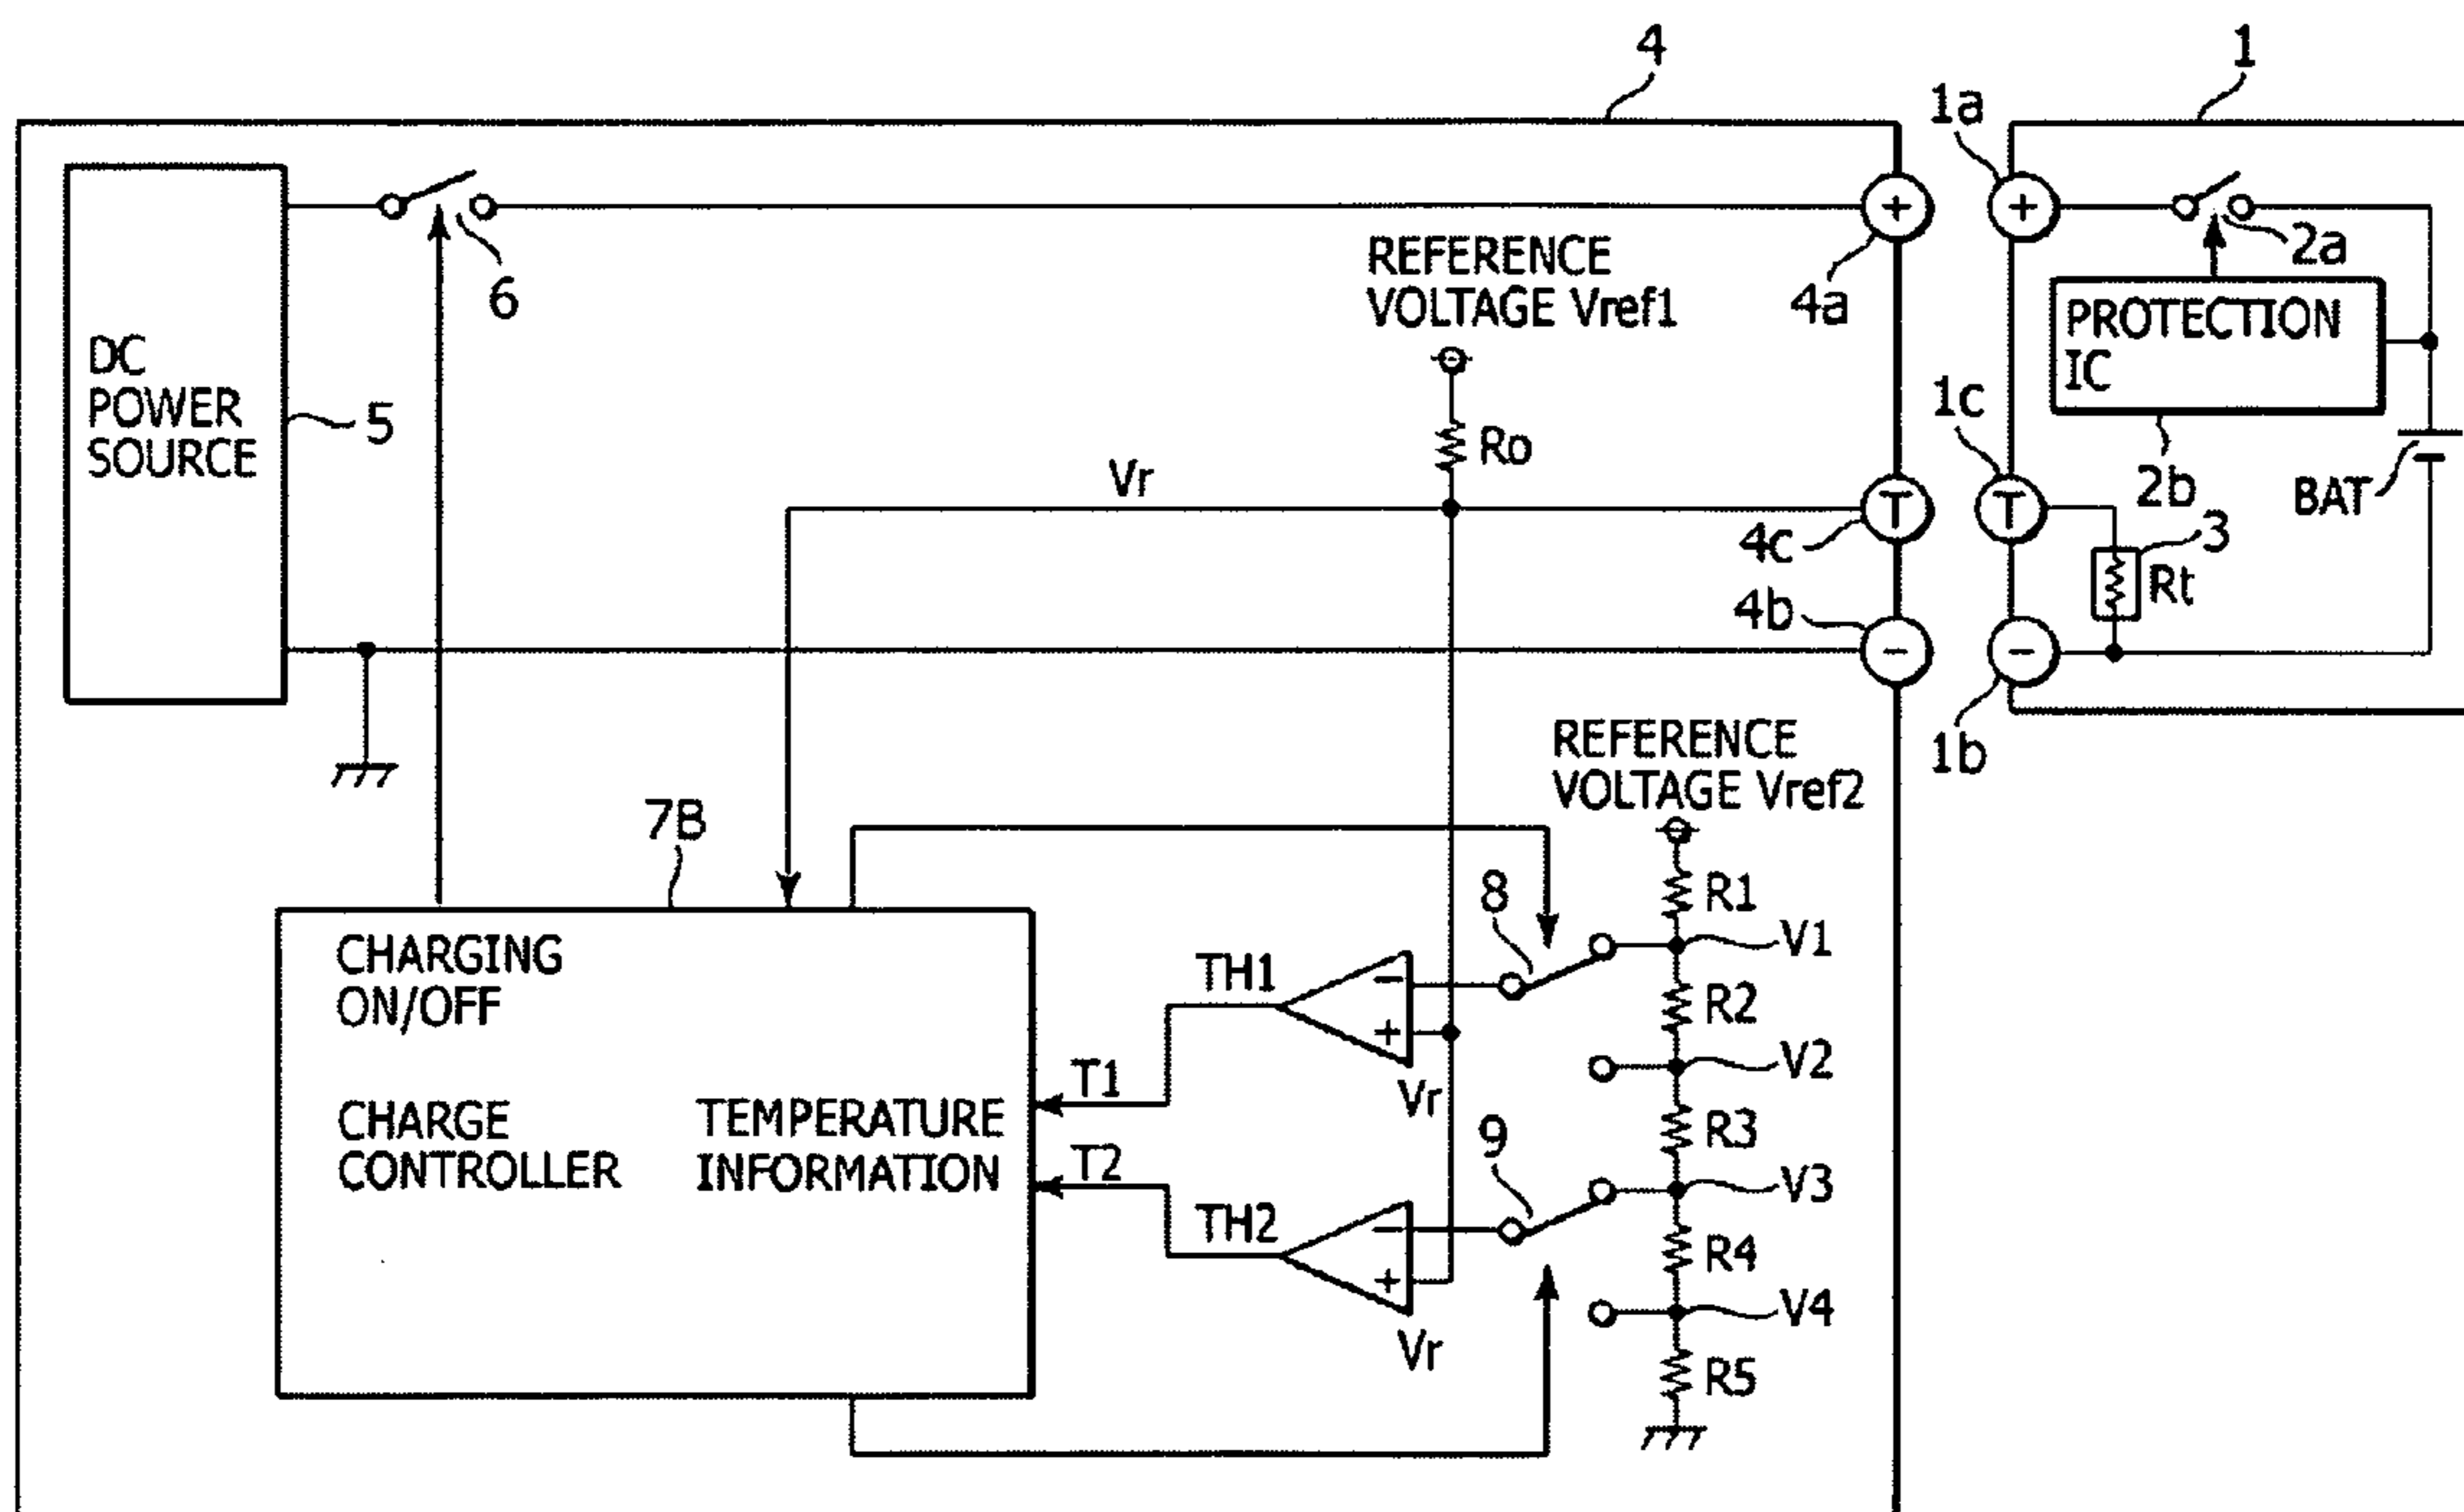 4
1
1a
+
+
6
2a
4a
REFERENCE
VOLTAGE Vref1
PROTECTION
IC
DC
POWER
SOURCE
5
1c
Ro
Vr
2b
BAT
T
T
4c
3
Rt
4b
-
-
1b
REFERENCE
VOLTAGE Vref2
7B
R1
8
V1
CHARGING
ON/OFF
TH1
-
+
R2
V2
T1
Vr
CHARGE
CONTROLLER
TEMPERATURE
INFORMATION
R3
9
T2
V3
TH2
-
+
R4
V4
Vr
R5